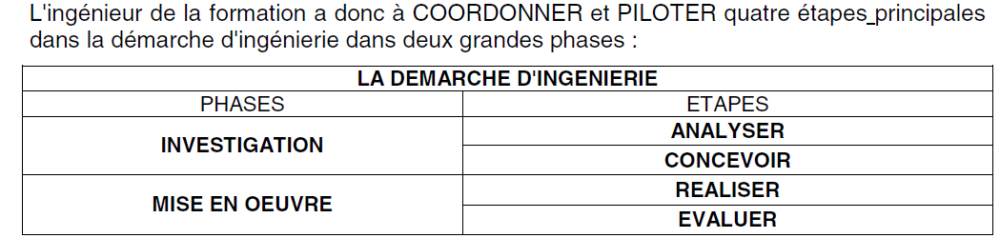 L'ingénieur de la formation a donc à COORDONNER et PILOTER quatre étapes_principales
dans la démarche d'ingénierie dans deux grandes phases :
LA DEMARCHE D'INGENIERIE
PHASES ETAPES
INVESTIGATION
ANALYSER
CONCEVOIR
MISE EN OEUVRE
REALISER
EVALUER